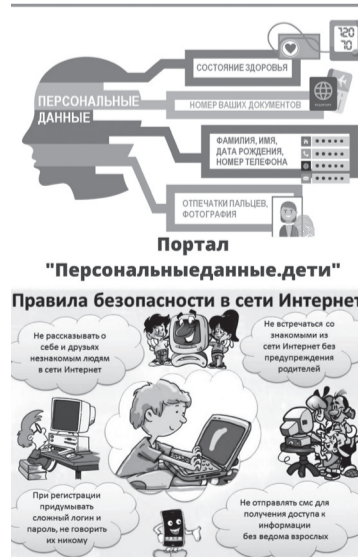 120
70
СОСТОЯНИЕ ЗДОРОВЬЯ
ПЕРСОНАЛЬНЫЕ
ДАННЫЕ
НОМЕР ВАШИХ ДОКУМЕНТОВ
ФАМИЛИЯ, ИМЯ,
ДАТА РОЖДЕНИЯ,
НОМЕР ТЕЛЕФОНА
ОТПЕЧАТКИ ПАЛЬЦЕВ,
ФОТОГРАФИЯ
Портал
"Персональныеданные.дети"
Правила безопасности в сети Интернет
Не рассказывать о
себе и друзьях
незнакомым людям
в сети Интернет
Не встречаться со
знакомыми из
сети Интернет без
предупреждения
родителей
При регистрации
придумывать
сложный логин и
пароль, не говорить
их никому
Не отправлять смс для
получения доступа к
информации
без ведома взрослых